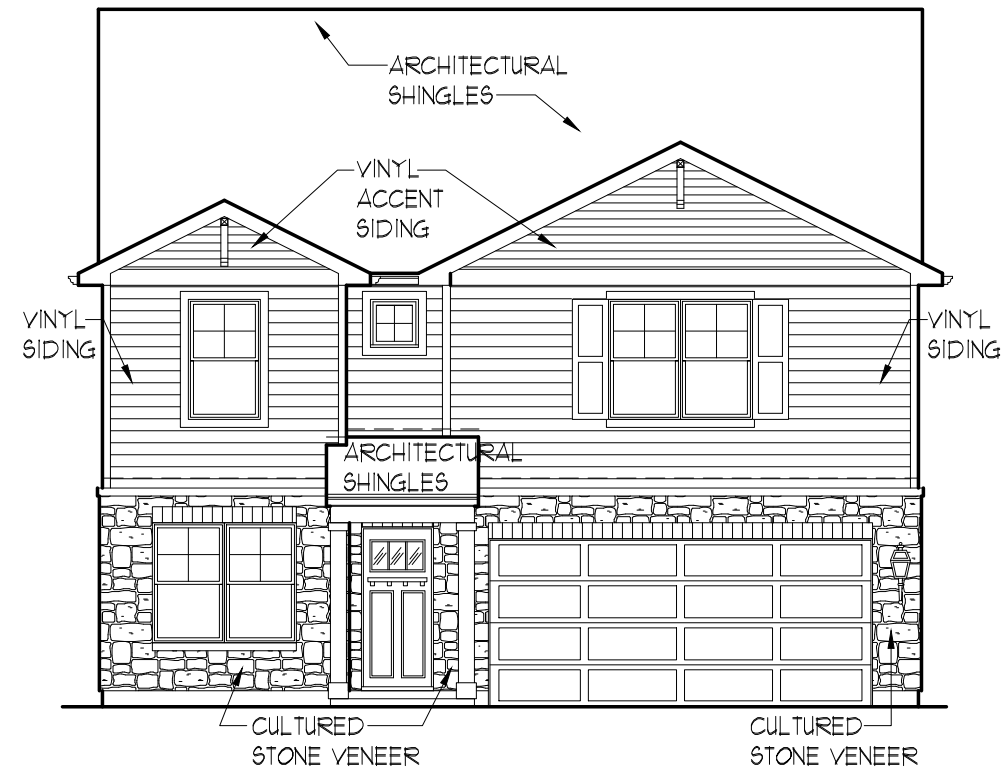 ARCHITECTURAL
SHINGLES
VINYL
ACCENT
SIDING
VINYL
SIDING
VINYL
SIDING
ARCHITECTURAL
SHINGLES
CULTURED
STONE VENEER
CULTURED
STONE VENEER